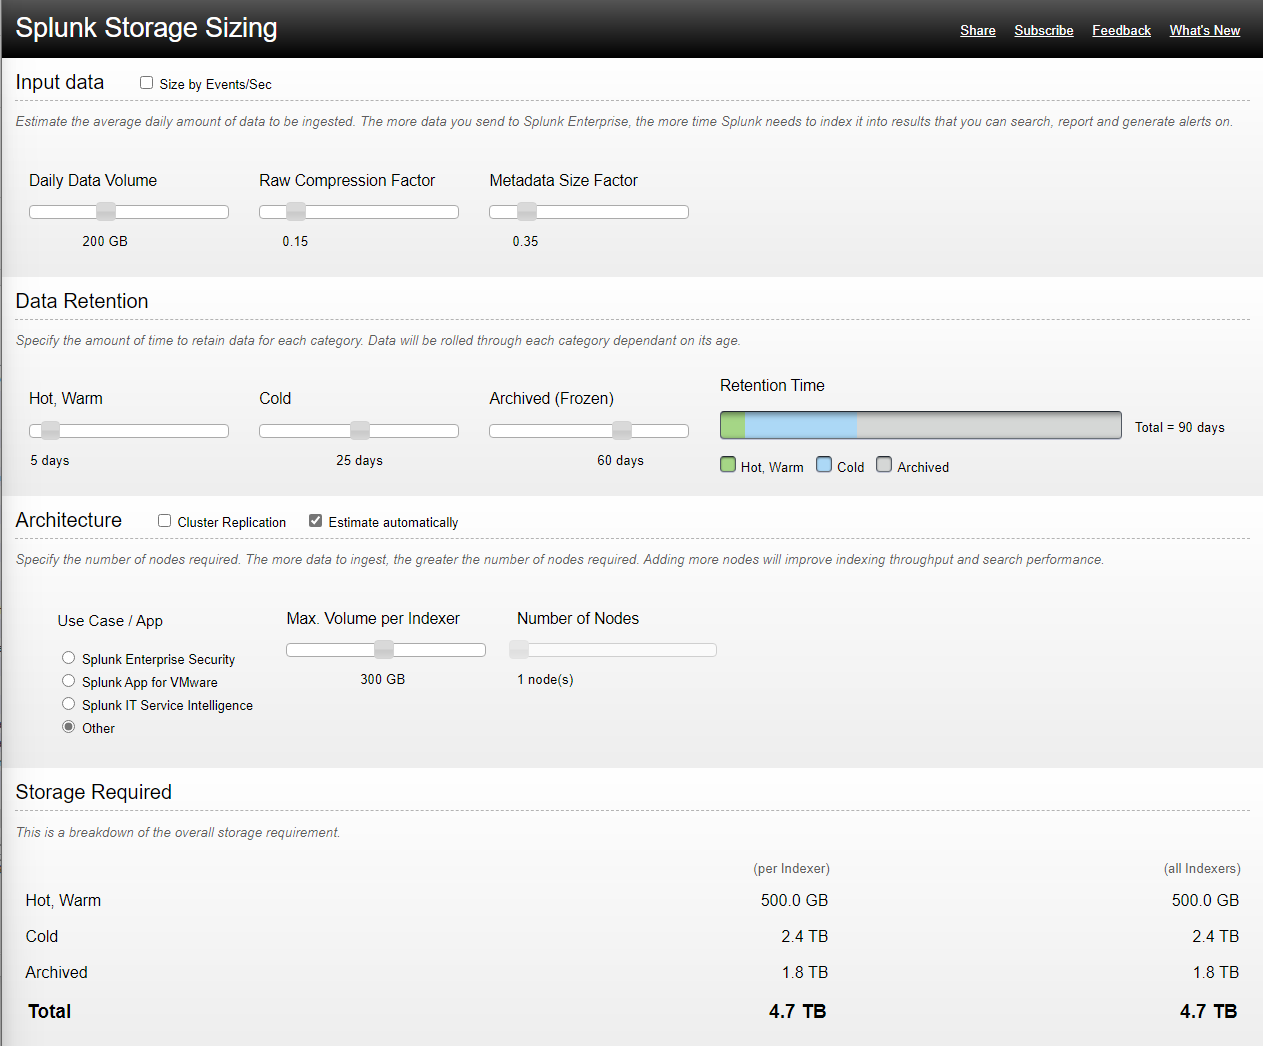 Splunk Storage Sizing
Share Subscribe Feedback What's New
Input data Size by Events/Sec
Estimate the average daily amount of data to be ingested. The more data you send to Splunk Enterprise, the more time Splunk needs to index it into results that you can search, report and generate alerts on.
Daily Data Volume Raw Compression Factor Metadata Size Factor
200 GB 0.15 0.35
Data Retention
Specify the amount of time to retain data for each category. Data will be rolled through each category dependant on its age.
Hot, Warm Cold Archived (Frozen) Retention Time
Total = 90 days
5 days 25 days 60 days
Hot, Warm Cold Archived
Architecture Cluster Replication Estimate automatically
Specify the number of nodes required. The more data to ingest, the greater the number of nodes required. Adding more nodes will improve indexing throughput and search performance.
Use Case / App Max. Volume per Indexer Number of Nodes
Splunk Enterprise Security
300 GB 1 node(s)
Splunk App for VMware
Splunk IT Service Intelligence
Other
Storage Required
This is a breakdown of the overall storage requirement.
(per Indexer) (all Indexers)
Hot, Warm 500.0 GB 500.0 GB
Cold 2.4 TB 2.4 TB
Archived 1.8 TB 1.8 TB
Total 4.7 TB 4.7 TB